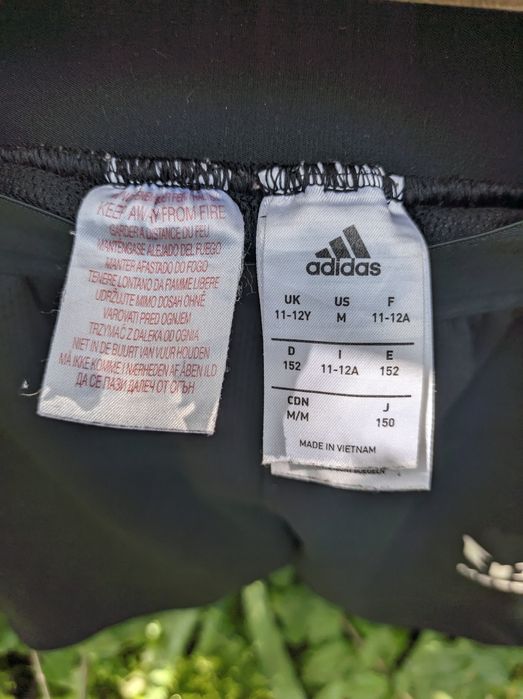 KEEP AWAY FROM FIRE
GARDER À DISTANCE DU FEU
MANTÉNGASE ALEJADO DEL FUEGO
MANTER AFASTADO DO FOGO
TENERE LONTANO DA FIAMME LIBERE
UDRŽUJTE MIMO DOSAH OHNĚ
VAROVATI PRED OGNJEM
TRZYMAĆ Z DALEKA OD OGNIA
NIET IN DE BUURT VAN VUUR HOUDEN
MÅ IKKE KOMME I NÆRHEDEN AF ÅBEN ILD
ДА СЕ ПАЗИ ДАЛЕЧ ОТ ОГЪН
adidas
UK US F
11-12Y M 11-12A
D I E
152 11-12A 152
CDN J
M/M 150
MADE IN VIETNAM